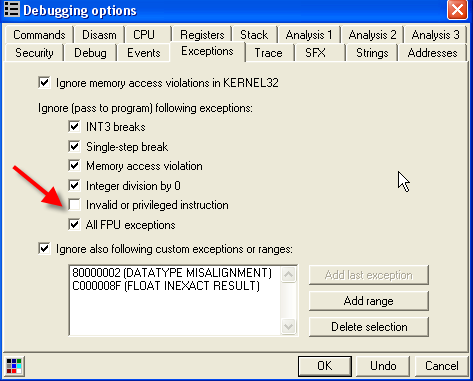 Debugging options
Commands Disasm CPU Registers Stack Analysis 1 Analysis 2 Analysis 3
Security Debug Events Exceptions Trace SFX Strings Addresses
Ignore memory access violations in KERNEL32
Ignore (pass to program) following exceptions:
INT3 breaks
Single-step break
Memory access violation
Integer division by 0
Invalid or privileged instruction
All FPU exceptions
Ignore also following custom exceptions or ranges:
80000002 (DATATYPE MISALIGNMENT)
C000008F (FLOAT INEXACT RESULT)
Add last exception
Add range
Delete selection
OK Undo Cancel